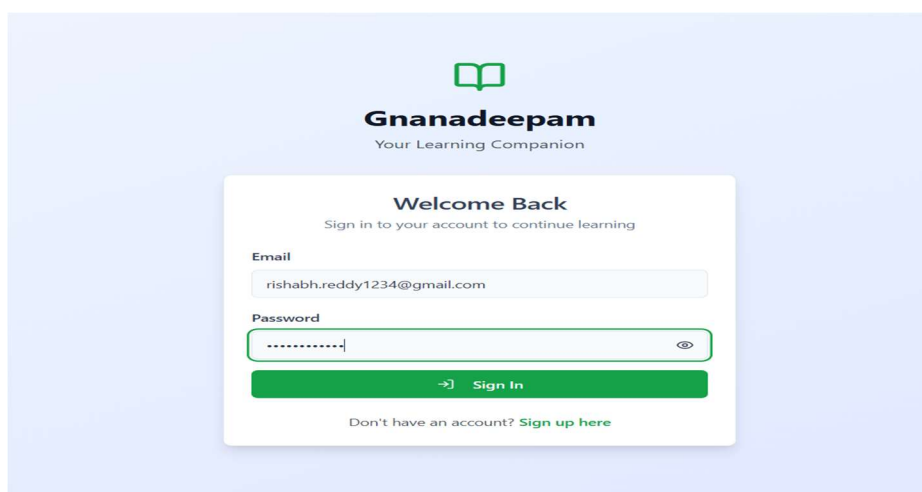 Gnanadeepam
Your Learning Companion
Welcome Back
Sign in to your account to continue learning
Email
rishabh.reddy1234@gmail.com
Password
••••••••••••
Sign In
Don't have an account? Sign up here